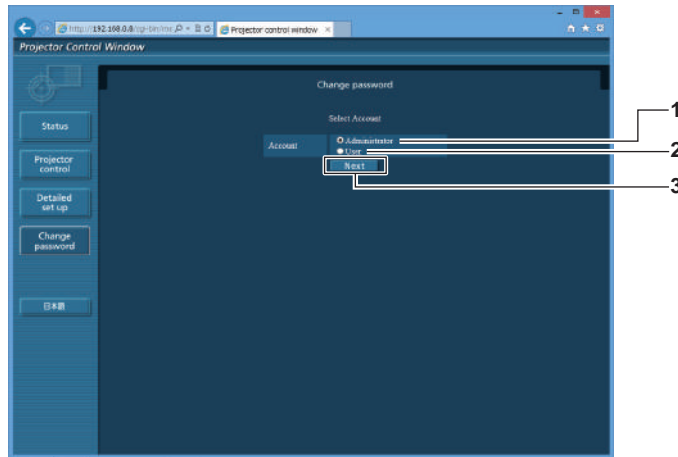 http://192.168.0.8/cgi-bin/
Projector control window
Projector Control Window
Change password
Select Account
Account
Administrator
User
Next
Status
Projector
control
Detailed
set up
Change
password
日本語
1
2
3